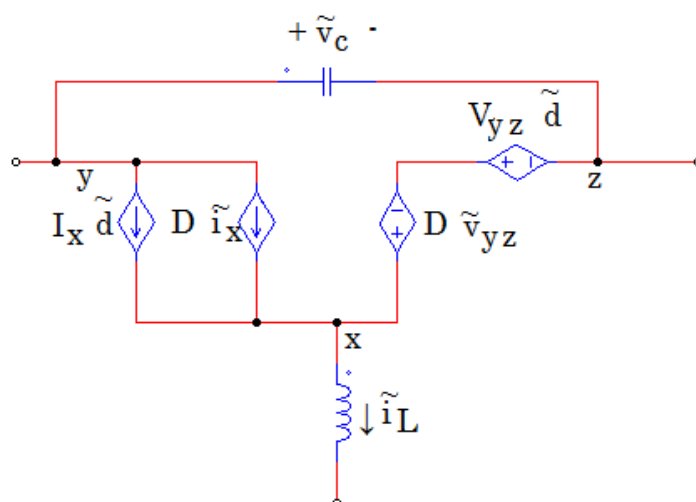 + ṽc -
Vyz d̃
y
z
Ix d̃
D ĩx
- +
D ṽyz
x
↓ ĩL